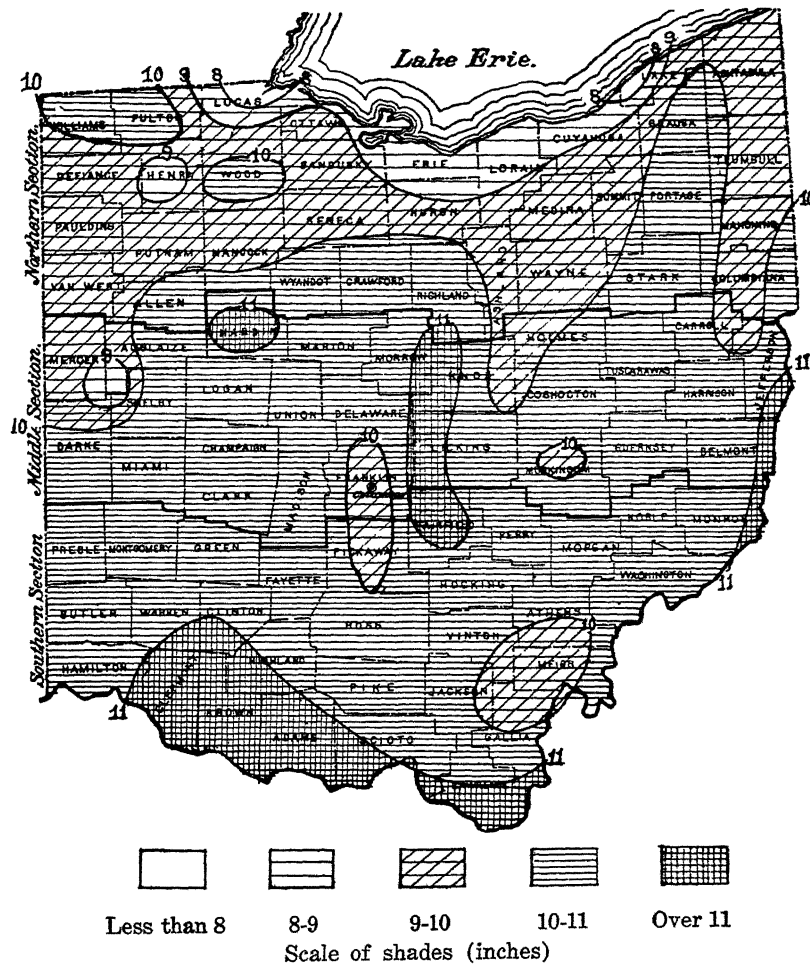 Lake Erie.
10
10
9
8
8
8
9
8
LAKE
ASHTABULA
LUCAS
WILLIAMS
FULTON
OTTAWA
CUYAHOGA
GEAUGA
TRUMBULL
DEFIANCE
HENRY
9
WOOD
10
SANDUSKY
ERIE
LORAIN
SUMMIT
PORTAGE
Northern Section.
PAULDING
SENECA
HURON
MEDINA
MAHONING
10
PUTNAM
HANCOCK
ASHLAND
WAYNE
STARK
COLUMBIANA
VAN WERT
ALLEN
WYANDOT
CRAWFORD
RICHLAND
11
HARD
11
HOLMES
CARROLL
MERCER
9
AUGLAIZE
MARION
MORROW
KNOX
JEFFERSON
11
Middle Section.
SHELBY
LOGAN
UNION
DELAWARE
COSHOCTON
TUSCARAWAS
HARRISON
10
DARKE
MIAMI
CHAMPAIGN
10
LICKING
10
GUERNSEY
BELMONT
CLARK
MADISON
FRANKLIN
MUSKINGUM
NOBLE
MONROE
PREBLE
MONTGOMERY
GREEN
PICKAWAY
FAIRFIELD
PERRY
MORGAN
WASHINGTON
11
Southern Section
FAYETTE
HOCKING
BUTLER
WARREN
CLINTON
ROSS
VINTON
ATHENS
10
HAMILTON
CLERMONT
HIGHLAND
PIKE
JACKSON
MEIGS
11
BROWN
ADAMS
SCIOTO
GALLIA
11
Less than 8
8-9
9-10
10-11
Over 11
Scale of shades (inches)